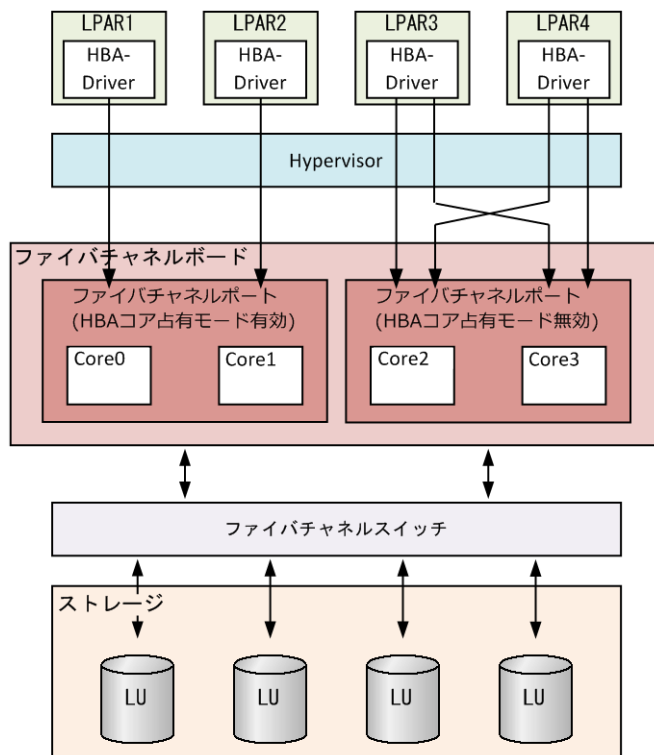 LPAR1
LPAR2
LPAR3
LPAR4
HBA-
Driver
HBA-
Driver
HBA-
Driver
HBA-
Driver
Hypervisor
ファイバチャネルボード
ファイバチャネルポート
(HBAコア占有モード有効)
ファイバチャネルポート
(HBAコア占有モード無効)
Core0
Core1
Core2
Core3
ファイバチャネルスイッチ
ストレージ
LU
LU
LU
LU